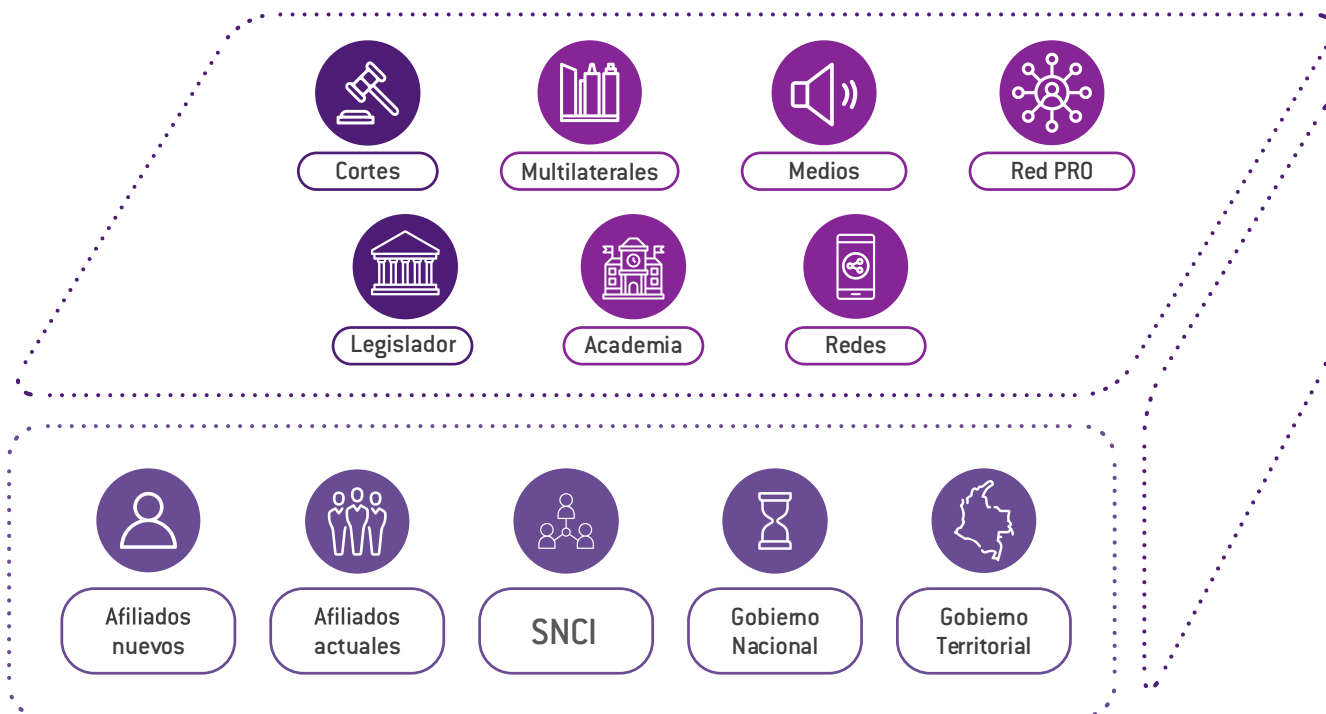 Cortes
Multilaterales
Medios
Red PRO
Legislador
Academia
Redes
Afiliados
nuevos
Afiliados
actuales
SNCI
Gobierno
Nacional
Gobierno
Territorial